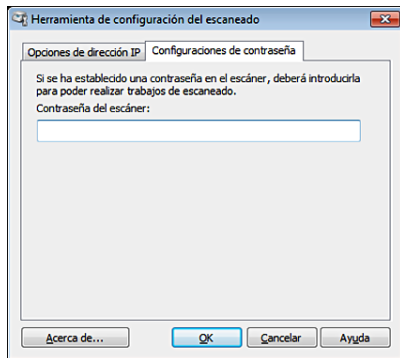 Herramienta de configuración del escaneado
Opciones de dirección IP
Configuraciones de contraseña
Si se ha establecido una contraseña en el escáner, deberá introducirla
para poder realizar trabajos de escaneado.
Contraseña del escáner:
Acerca de...
OK
Cancelar
Ayuda